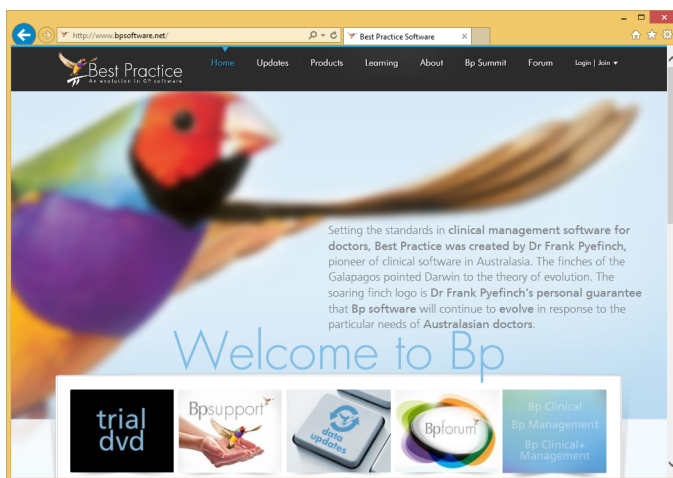 http://www.bpsoftware.net/
Best Practice Software
Best Practice
An evolution in GP software
Home Updates Products Learning About Bp Summit Forum Login | Join
Setting the standards in clinical management software for
doctors, Best Practice was created by Dr Frank Pyefinch,
pioneer of clinical software in Australasia. The finches of the
Galapagos pointed Darwin to the theory of evolution. The
soaring finch logo is Dr Frank Pyefinch's personal guarantee
that Bp software will continue to evolve in response to the
particular needs of Australasian doctors.
Welcome to Bp
trial
dvd
Bpsupport
data
updates
Bpforum
Bp Clinical
Bp Management
Bp Clinical+
Management